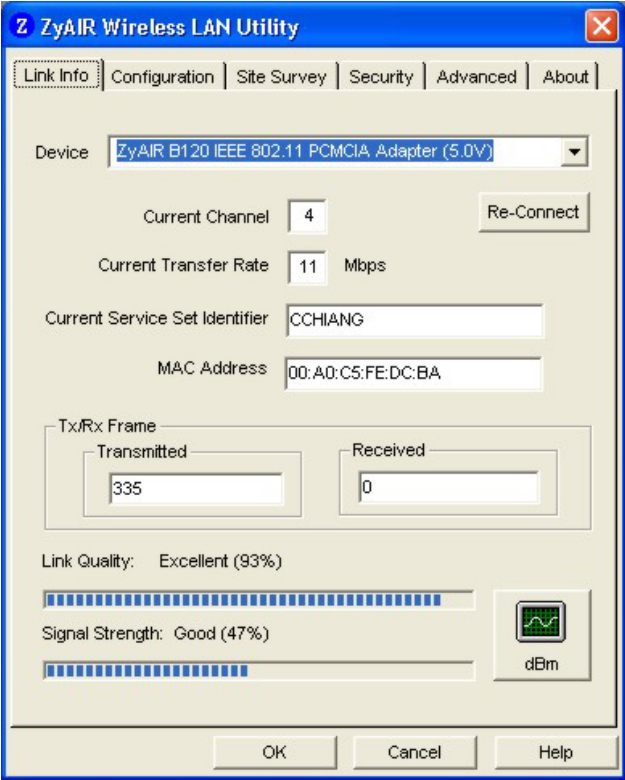 Z ZyAIR Wireless LAN Utility
Link Info Configuration Site Survey Security Advanced About
Device ZyAIR B120 IEEE 802.11 PCMCIA Adapter (5.0V)
Current Channel 4 Re-Connect
Current Transfer Rate 11 Mbps
Current Service Set Identifier CCHIANG
MAC Address 00:A0:C5:FE:DC:BA
Tx/Rx Frame
Transmitted Received
335 0
Link Quality: Excellent (93%)
Signal Strength: Good (47%)
dBm
OK Cancel Help